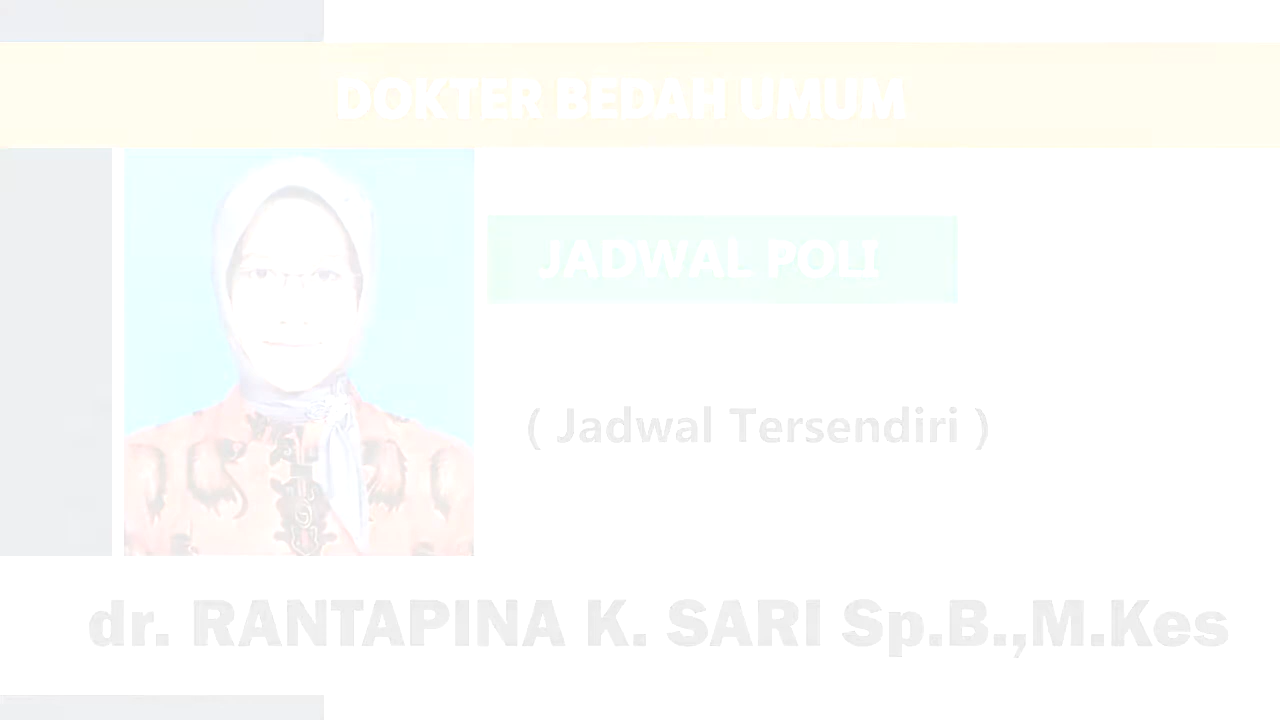 DOKTER BEDAH UMUM
JADWAL POLI
( Jadwal Tersendiri )
dr. RANTAPINA K. SARI Sp.B.,M.Kes